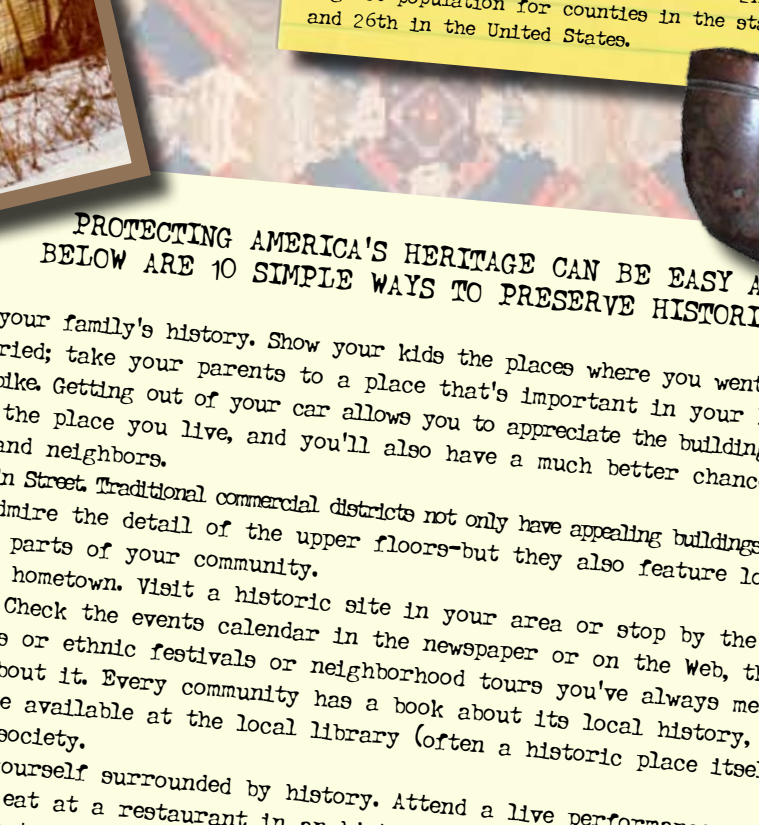 population for counties in the
and 26th in the United States.
PROTECTING AMERICA'S HERITAGE CAN BE EASY
BELOW ARE 10 SIMPLE WAYS TO PRESERVE HISTORI
your family's history. Show your kids the places where you went
ried; take your parents to a place that's important in your
bike. Getting out of your car allows you to appreciate the building
the place you live, and you'll also have a much better chanc
and neighbors.
in Street. Traditional commercial districts not only have appealing buildings
dmire the detail of the upper floors-but they also feature lo
parts of your community.
hometown. Visit a historic site in your area or stop by the
Check the events calendar in the newspaper or on the Web, th
s or ethnic festivals or neighborhood tours you've always me
bout it. Every community has a book about its local history,
e available at the local library (often a historic place itsel
society.
ourself surrounded by history. Attend a live performan
eat at a restaurant in an